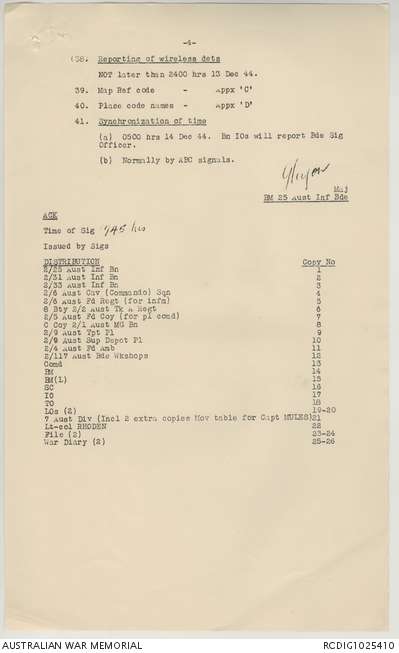 -4-
38. Reporting of wireless dets
NOT later than 2400 hrs 13 Dec 44.
39. Map Ref code - Appx 'C'
40. Place code names - Appx 'D'
41. Synchronization of time
(a) 0500 hrs 14 Dec 44. Bn IOs will report Bde Sig
Officer.
(b) Normally by ABC signals.
Maj
BM 25 Aust Inf Bde
ACK
Time of Sig 1945 hrs
Issued by Sigs
DISTRIBUTION Copy No
2/25 Aust Inf Bn 1
2/31 Aust Inf Bn 2
2/33 Aust Inf Bn 3
2/6 Aust Cav (Commando) Sqn 4
2/6 Aust Fd Regt (for infm) 5
8 Bty 2/2 Aust Tk A Regt 6
2/5 Aust Fd Coy (for pl comd) 7
C Coy 2/1 Aust MG Bn 8
2/9 Aust Tpt Pl 9
2/9 Aust Sup Depot Pl 10
2/4 Aust Fd Amb 11
2/117 Aust Bde Wkshops 12
Comd 13
BM 14
BM(L) 15
SC 16
IO 17
TO 18
LOs (2) 19-20
7 Aust Div (Incl 2 extra copies Mov table for Capt MULES) 21
Lt-col RHODEN 22
File (2) 23-24
War Diary (2) 25-26
AUSTRALIAN WAR MEMORIAL RCDIG1025410